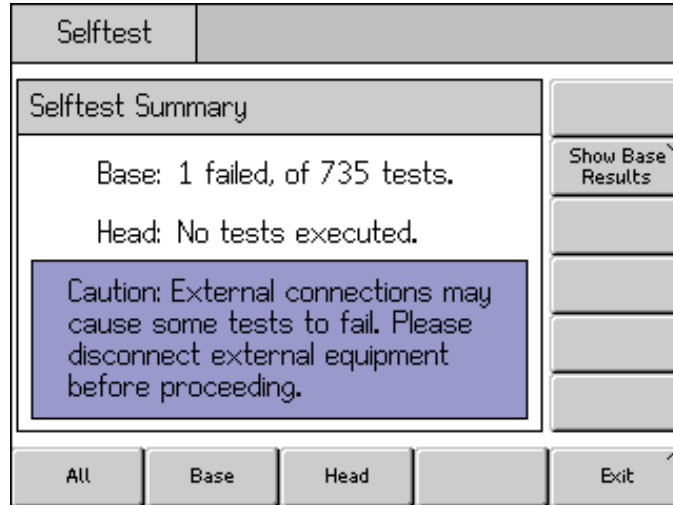 Selftest
Selftest Summary
Base: 1 failed, of 735 tests.
Head: No tests executed.
Caution: External connections may
cause some tests to fail. Please
disconnect external equipment
before proceeding.
Show Base
Results
All
Base
Head
Exit